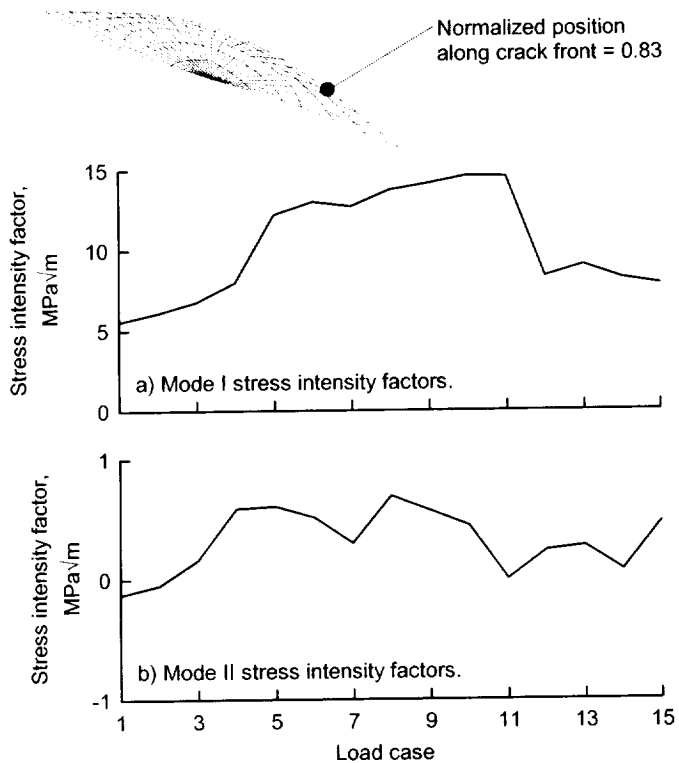 Normalized position
along crack front = 0.83
Stress intensity factor,
MPa√m
15
10
5
0
a) Mode I stress intensity factors.
Stress intensity factor,
MPa√m
1
0
-1
b) Mode II stress intensity factors.
1 3 5 7 9 11 13 15
Load case